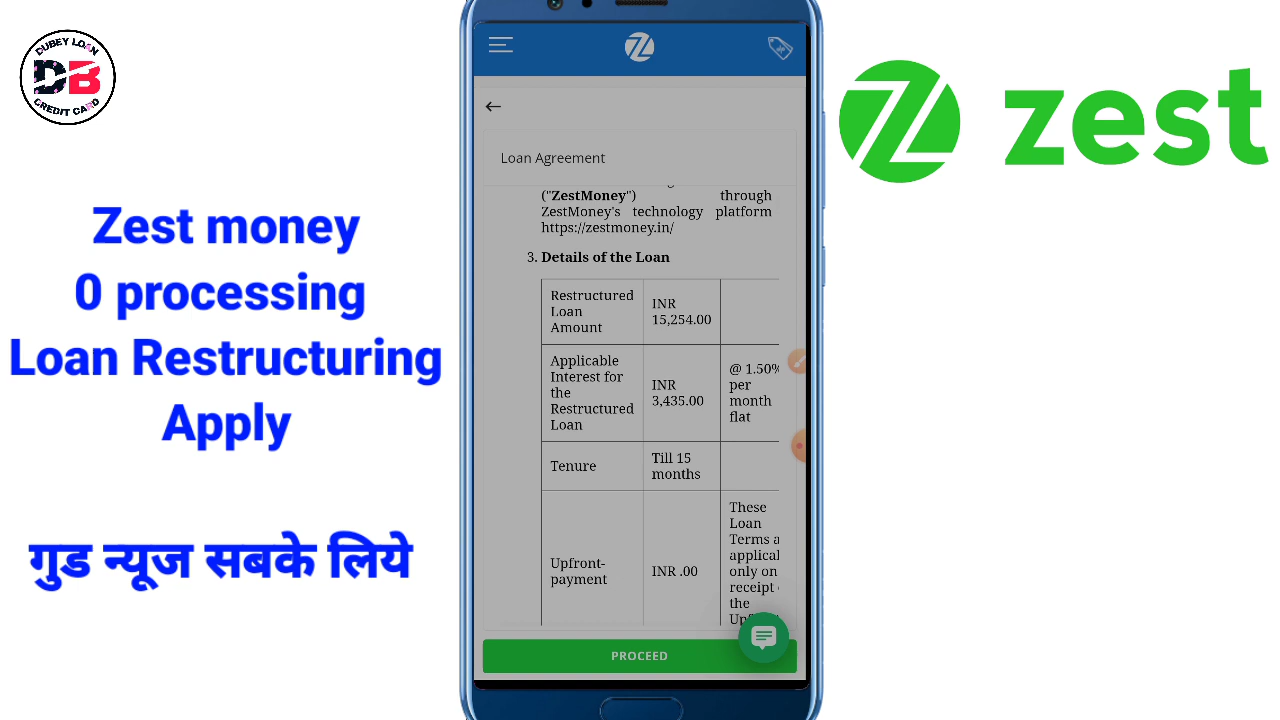 DUBEY LOAN
DB
CREDIT CARD
Zest money
0 processing
Loan Restructuring
Apply
गुड न्यूज सबके लिये
Loan Agreement
("ZestMoney") through
ZestMoney's technology platform
https://zestmoney.in/
3. Details of the Loan
Restructured
Loan
Amount
INR
15,254.00
Applicable
Interest for
the
Restructured
Loan
INR
3,435.00
@ 1.50%
per
month
flat
Tenure
Till 15
months
Upfront-
payment
INR .00
These
Loan
Terms
only on
receipt
the
PROCEED
zest